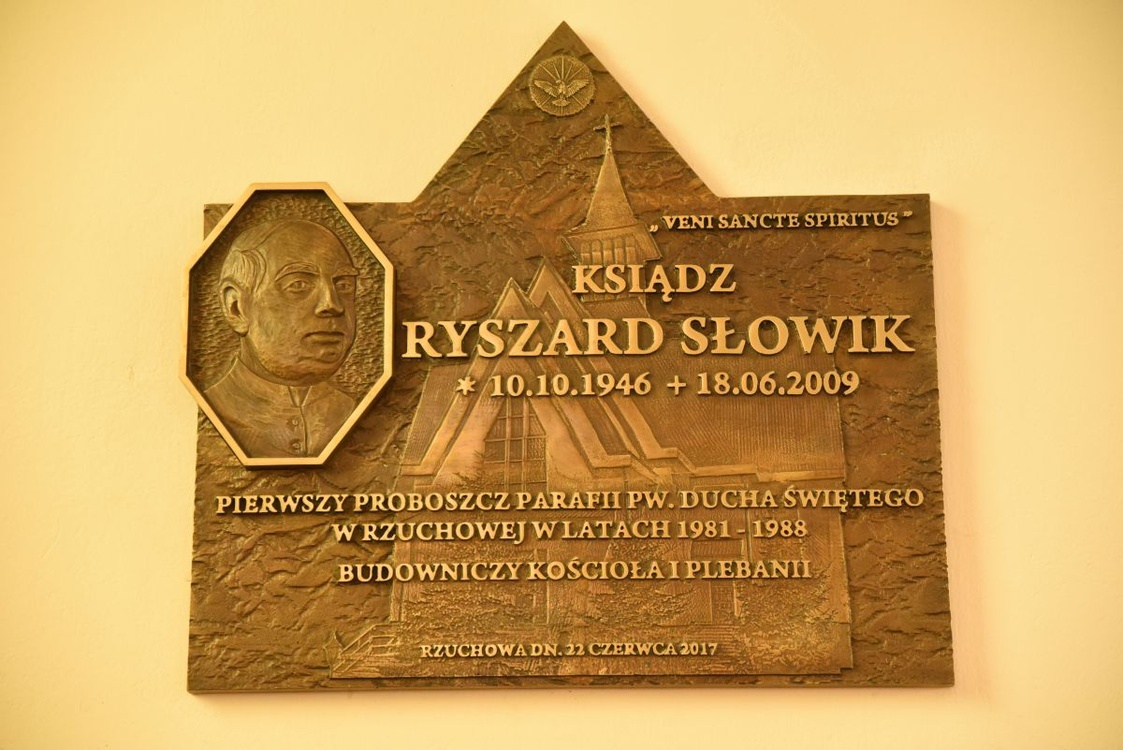 „VENI SANCTE SPIRITUS”
KSIĄDZ
RYSZARD SŁOWIK
* 10.10.1946 + 18.06.2009
PIERWSZY PROBOSZCZ PARAFII PW. DUCHA ŚWIĘTEGO
W RZUCHOWEJ W LATACH 1981 - 1988
BUDOWNICZY KOŚCIOŁA I PLEBANII
RZUCHOWA DN. 22 CZERWCA 2017